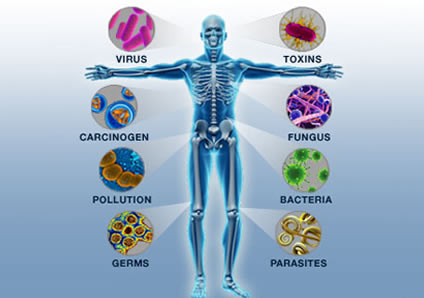 VIRUS
TOXINS
CARCINOGEN
FUNGUS
POLLUTION
BACTERIA
GERMS
PARASITES